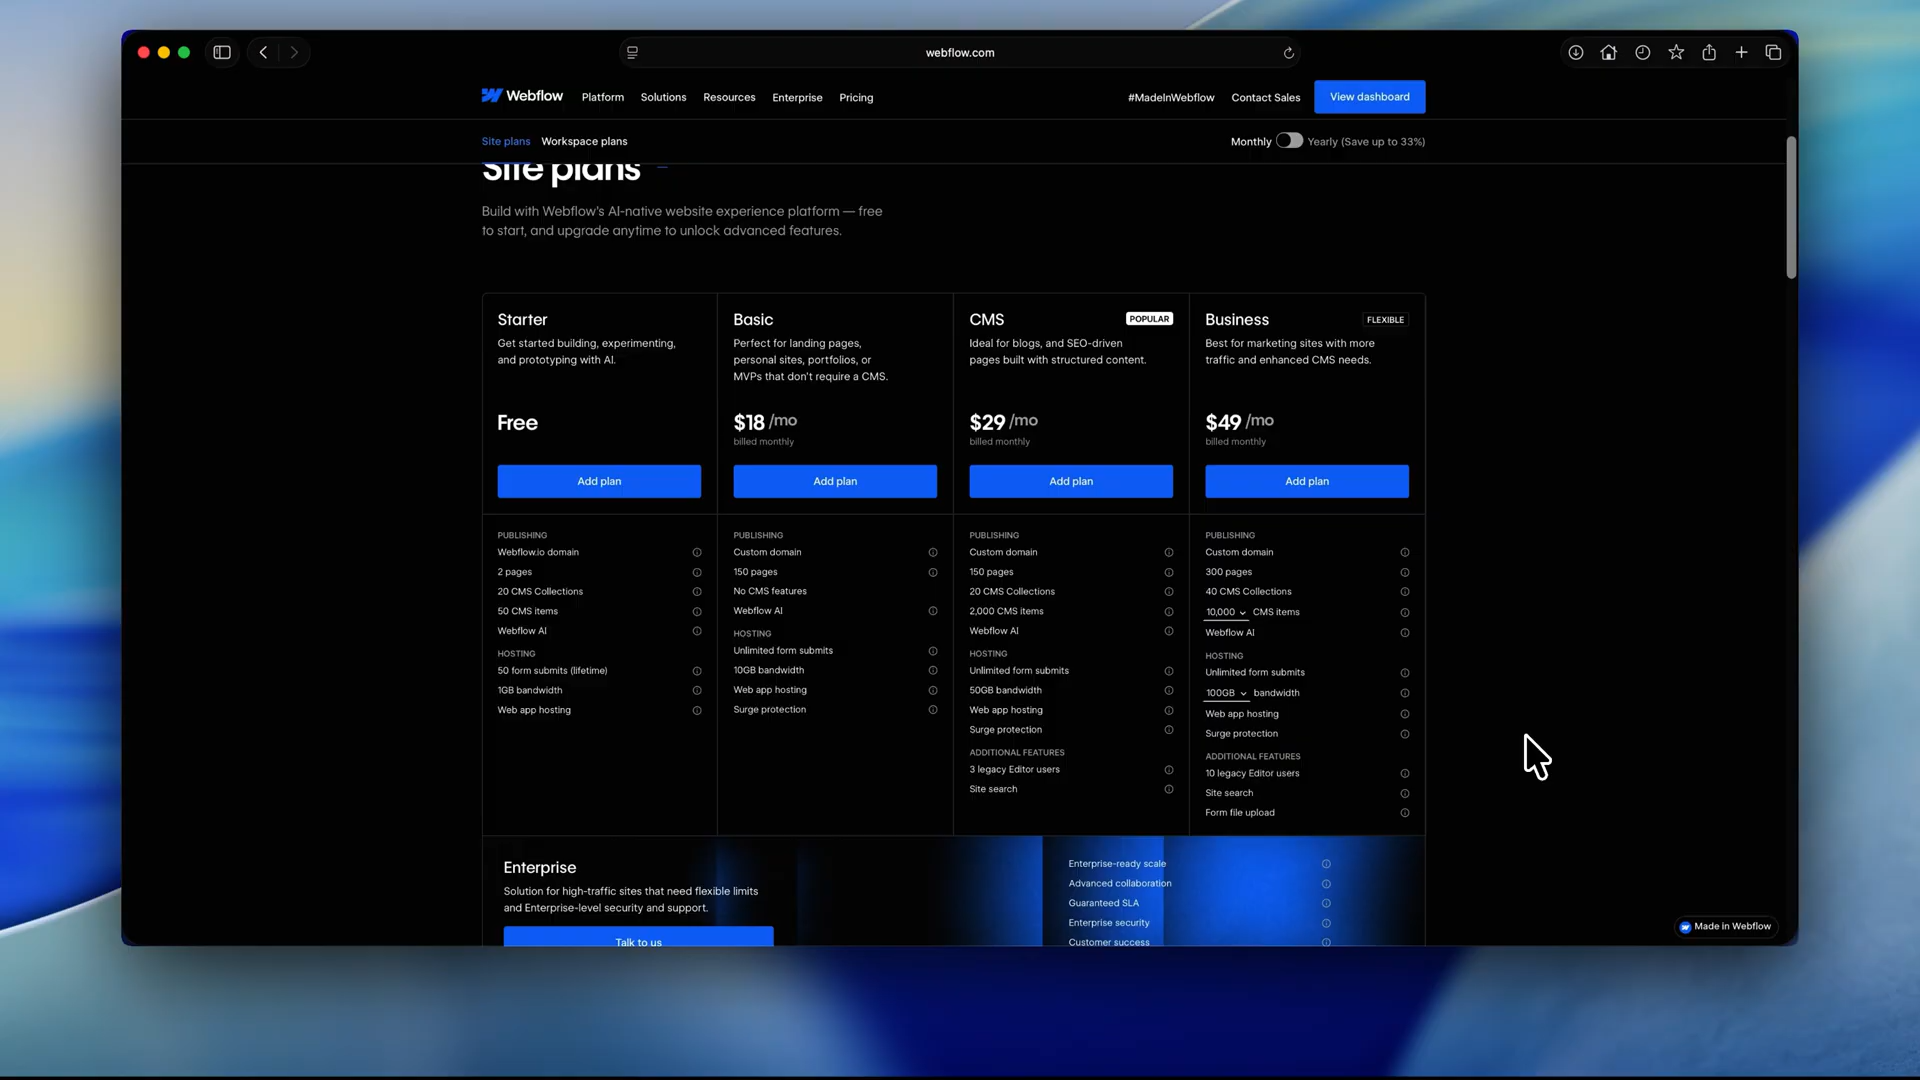 webflow.com
Webflow Platform Solutions Resources Enterprise Pricing #MadeInWebflow Contact Sales View dashboard
Site plans Workspace plans Monthly Yearly (Save up to 33%)
Site plans
Build with Webflow's AI-native website experience platform — free
to start, and upgrade anytime to unlock advanced features.
Starter
Get started building, experimenting,
and prototyping with AI.
Free
Add plan
PUBLISHING
Webflow.io domain
2 pages
20 CMS Collections
50 CMS items
Webflow AI
HOSTING
50 form submits (lifetime)
1GB bandwidth
Web app hosting
Basic
Perfect for landing pages,
personal sites, portfolios, or
MVPs that don't require a CMS.
$18 /mo
billed monthly
Add plan
PUBLISHING
Custom domain
150 pages
No CMS features
Webflow AI
HOSTING
Unlimited form submits
10GB bandwidth
Web app hosting
Surge protection
CMS POPULAR
Ideal for blogs, and SEO-driven
pages built with structured content.
$29 /mo
billed monthly
Add plan
PUBLISHING
Custom domain
150 pages
20 CMS Collections
2,000 CMS items
Webflow AI
HOSTING
Unlimited form submits
50GB bandwidth
Web app hosting
Surge protection
ADDITIONAL FEATURES
3 legacy Editor users
Site search
Business FLEXIBLE
Best for marketing sites with more
traffic and enhanced CMS needs.
$49 /mo
billed monthly
Add plan
PUBLISHING
Custom domain
300 pages
40 CMS Collections
10,000 CMS items
Webflow AI
HOSTING
Unlimited form submits
100GB bandwidth
Web app hosting
Surge protection
ADDITIONAL FEATURES
10 legacy Editor users
Site search
Form file upload
Enterprise
Solution for high-traffic sites that need flexible limits
and Enterprise-level security and support.
Talk to us
Enterprise-ready scale
Advanced collaboration
Guaranteed SLA
Enterprise security
Customer success
Made in Webflow